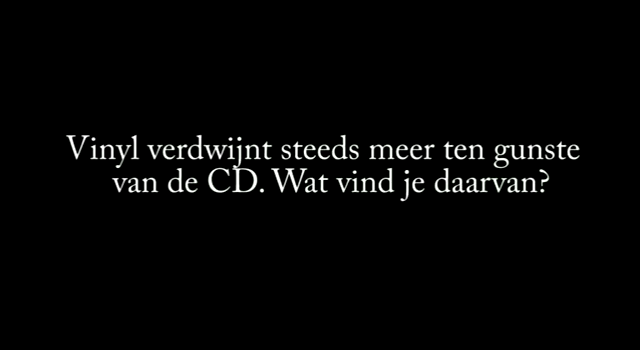 Vinyl verdwijnt steeds meer ten gunste
van de CD. Wat vind je daarvan?